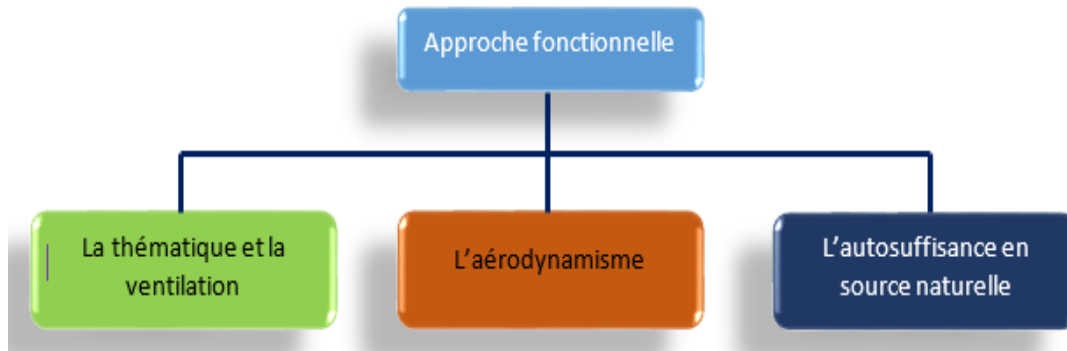 Approche fonctionnelle
La thématique et la
ventilation
L'aérodynamisme
L'autosuffisance en
source naturelle